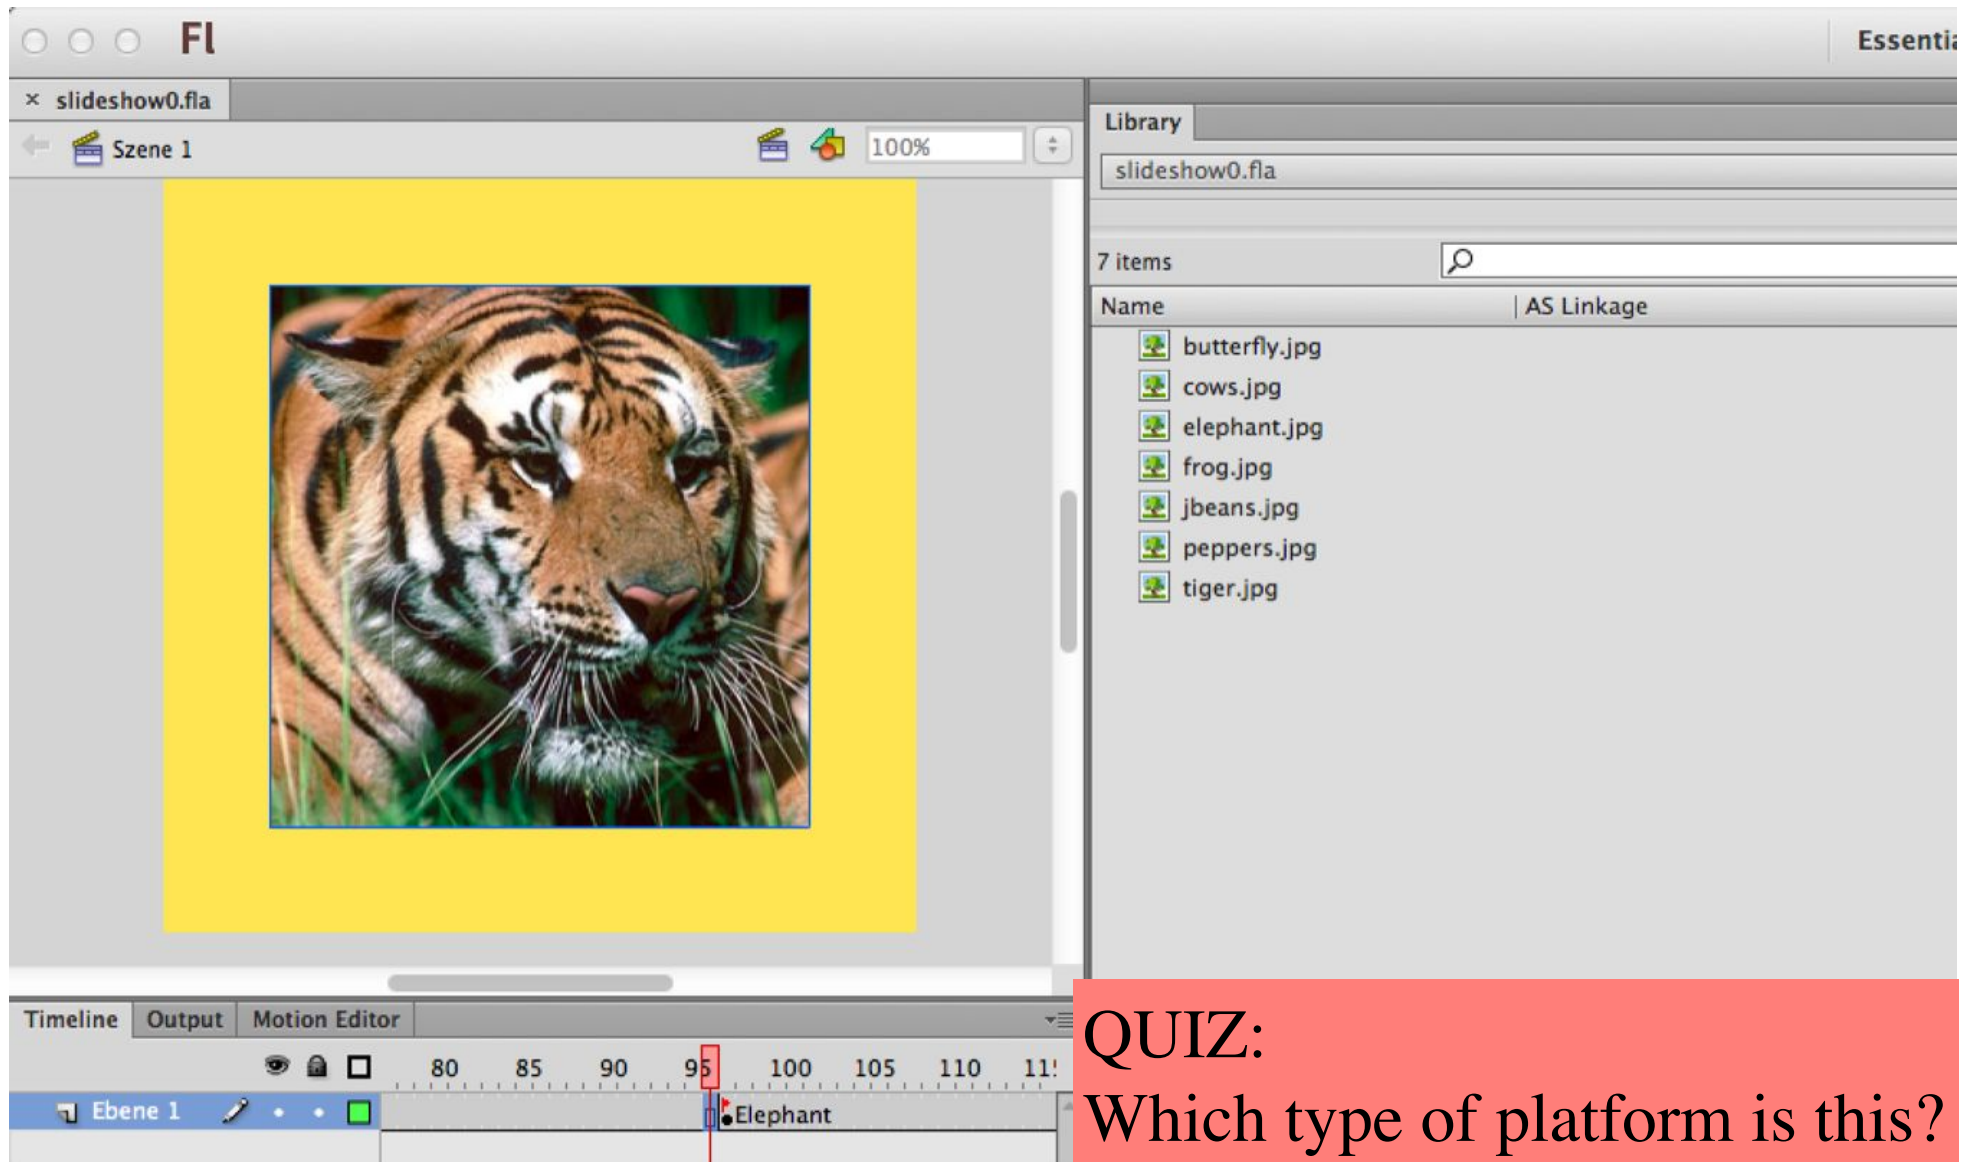 Fl
Essentia
× slideshow0.fla
Szene 1
100%
Library
slideshow0.fla
7 items
Name | AS Linkage
butterfly.jpg
cows.jpg
elephant.jpg
frog.jpg
jbeans.jpg
peppers.jpg
tiger.jpg
Timeline Output Motion Editor
80 85 90 95 100 105 110 115
Ebene 1
Elephant
QUIZ:
Which type of platform is this?